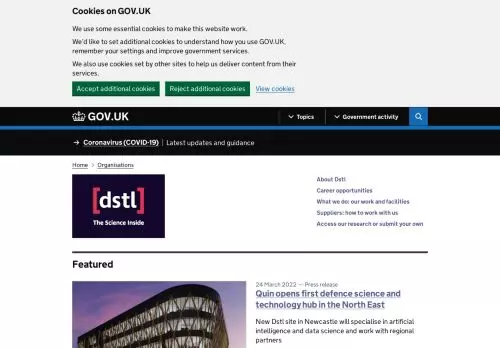 Cookies on GOV.UK
We use some essential cookies to make this website work.
We'd like to set additional cookies to understand how you use GOV.UK,
remember your settings and improve government services.
We also use cookies set by other sites to help us deliver content from their
services.
Accept additional cookies
Reject additional cookies
View cookies
GOV.UK
Topics
Government activity
→ Coronavirus (COVID-19) | Latest updates and guidance
Home > Organisations
[dstl]
The Science Inside
About Dstl
Career opportunities
What we do: our work and facilities
Suppliers: how to work with us
Access our research or submit your own
Featured
24 March 2022 — Press release
Quin opens first defence science and
technology hub in the North East
New Dstl site in Newcastle will specialise in artificial
intelligence and data science and work with regional
partners